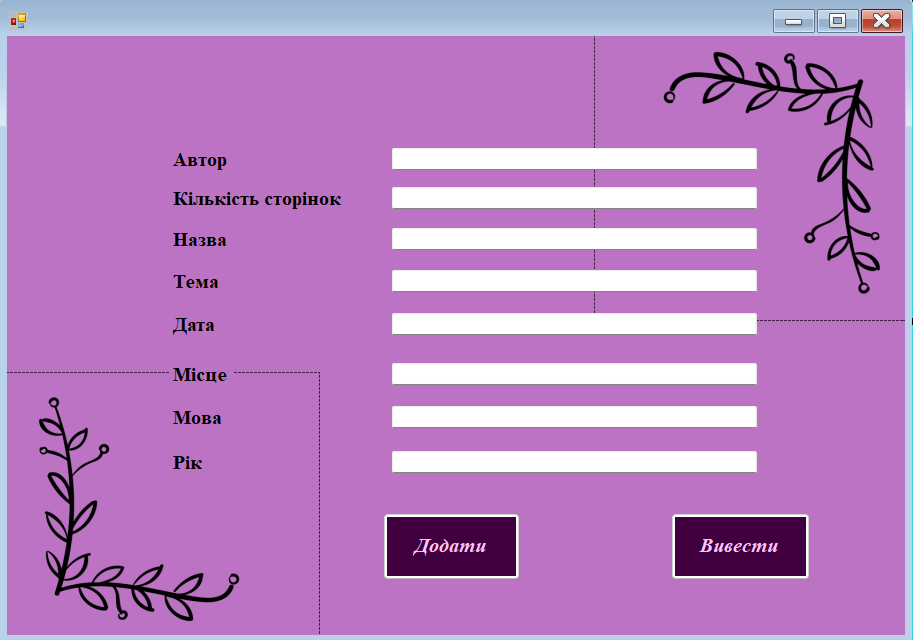 Автор
Кількість сторінок
Назва
Тема
Дата
Місце
Мова
Рік
Додати
Вивести